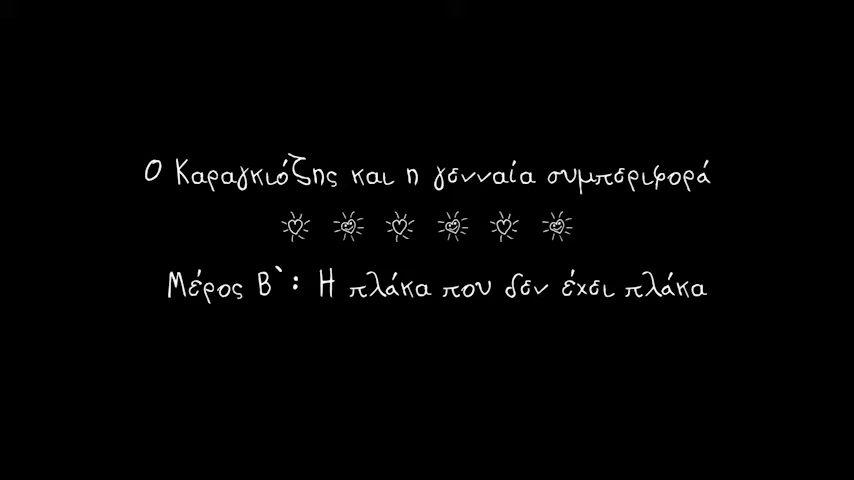 Ο Καραγκιόζης και η γενναία συμπεριφορά
Μέρος Β`: Η πλάκα που δεν έχει πλάκα